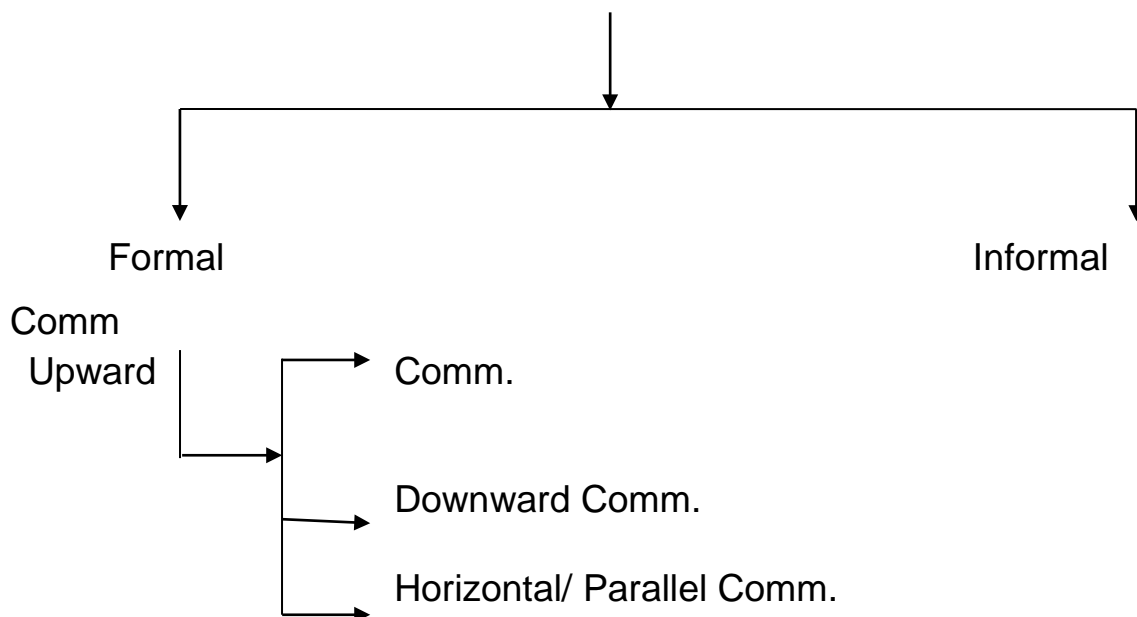 Formal Informal
Comm
Upward Comm.
Downward Comm.
Horizontal/ Parallel Comm.